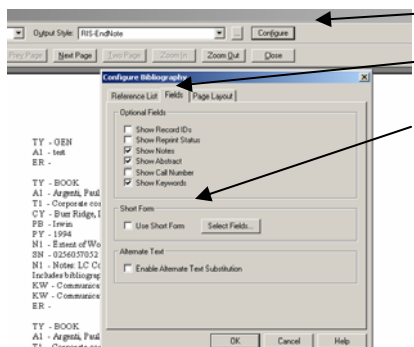 Output Style: RIS-EndNote ... Configure
Prev Page Next Page Two Page Zoom In Zoom Out Close
Configure Bibliography
Reference List Fields Page Layout
Optional Fields
Show Record IDs
Show Reprint Status
Show Notes
Show Abstract
Show Call Number
Show Keywords
Short Form
Use Short Form Select Fields...
Alternate Text
Enable Alternate Text Substitution
OK Cancel Help
TY - GEN
A1 - test
ER -
TY - BOOK
A1 - Argenti, Paul
T1 - Corporate co
CY - Burr Ridge, I
PB - Irwin
PY - 1994
N1 - Extent of Wo
SN - 0256057052
N1 - Notes: LC C
Includes bibliograp
KW - Communica
KW - Communica
ER -
TY - BOOK
A1 - Argenti, Paul